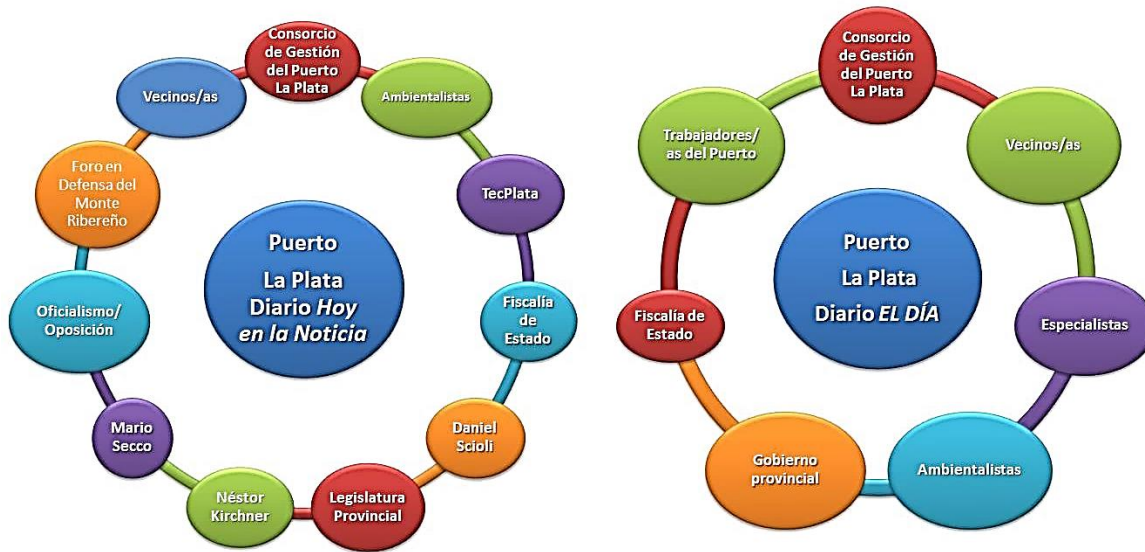 Consorcio
de Gestión
del Puerto
La Plata
Ambientalistas
TecPlata
Fiscalía
de
Estado
Daniel
Scioli
Legislatura
Provincial
Néstor
Kirchner
Mario
Secco
Oficialismo/
Oposición
Foro en
Defensa del
Monte
Ribereño
Vecinos/as
Puerto
La Plata
Diario Hoy
en la Noticia
Consorcio
de Gestión
del Puerto
La Plata
Vecinos/as
Especialistas
Ambientalistas
Gobierno
provincial
Fiscalía de
Estado
Trabajadores/
as del Puerto
Puerto
La Plata
Diario EL DÍA